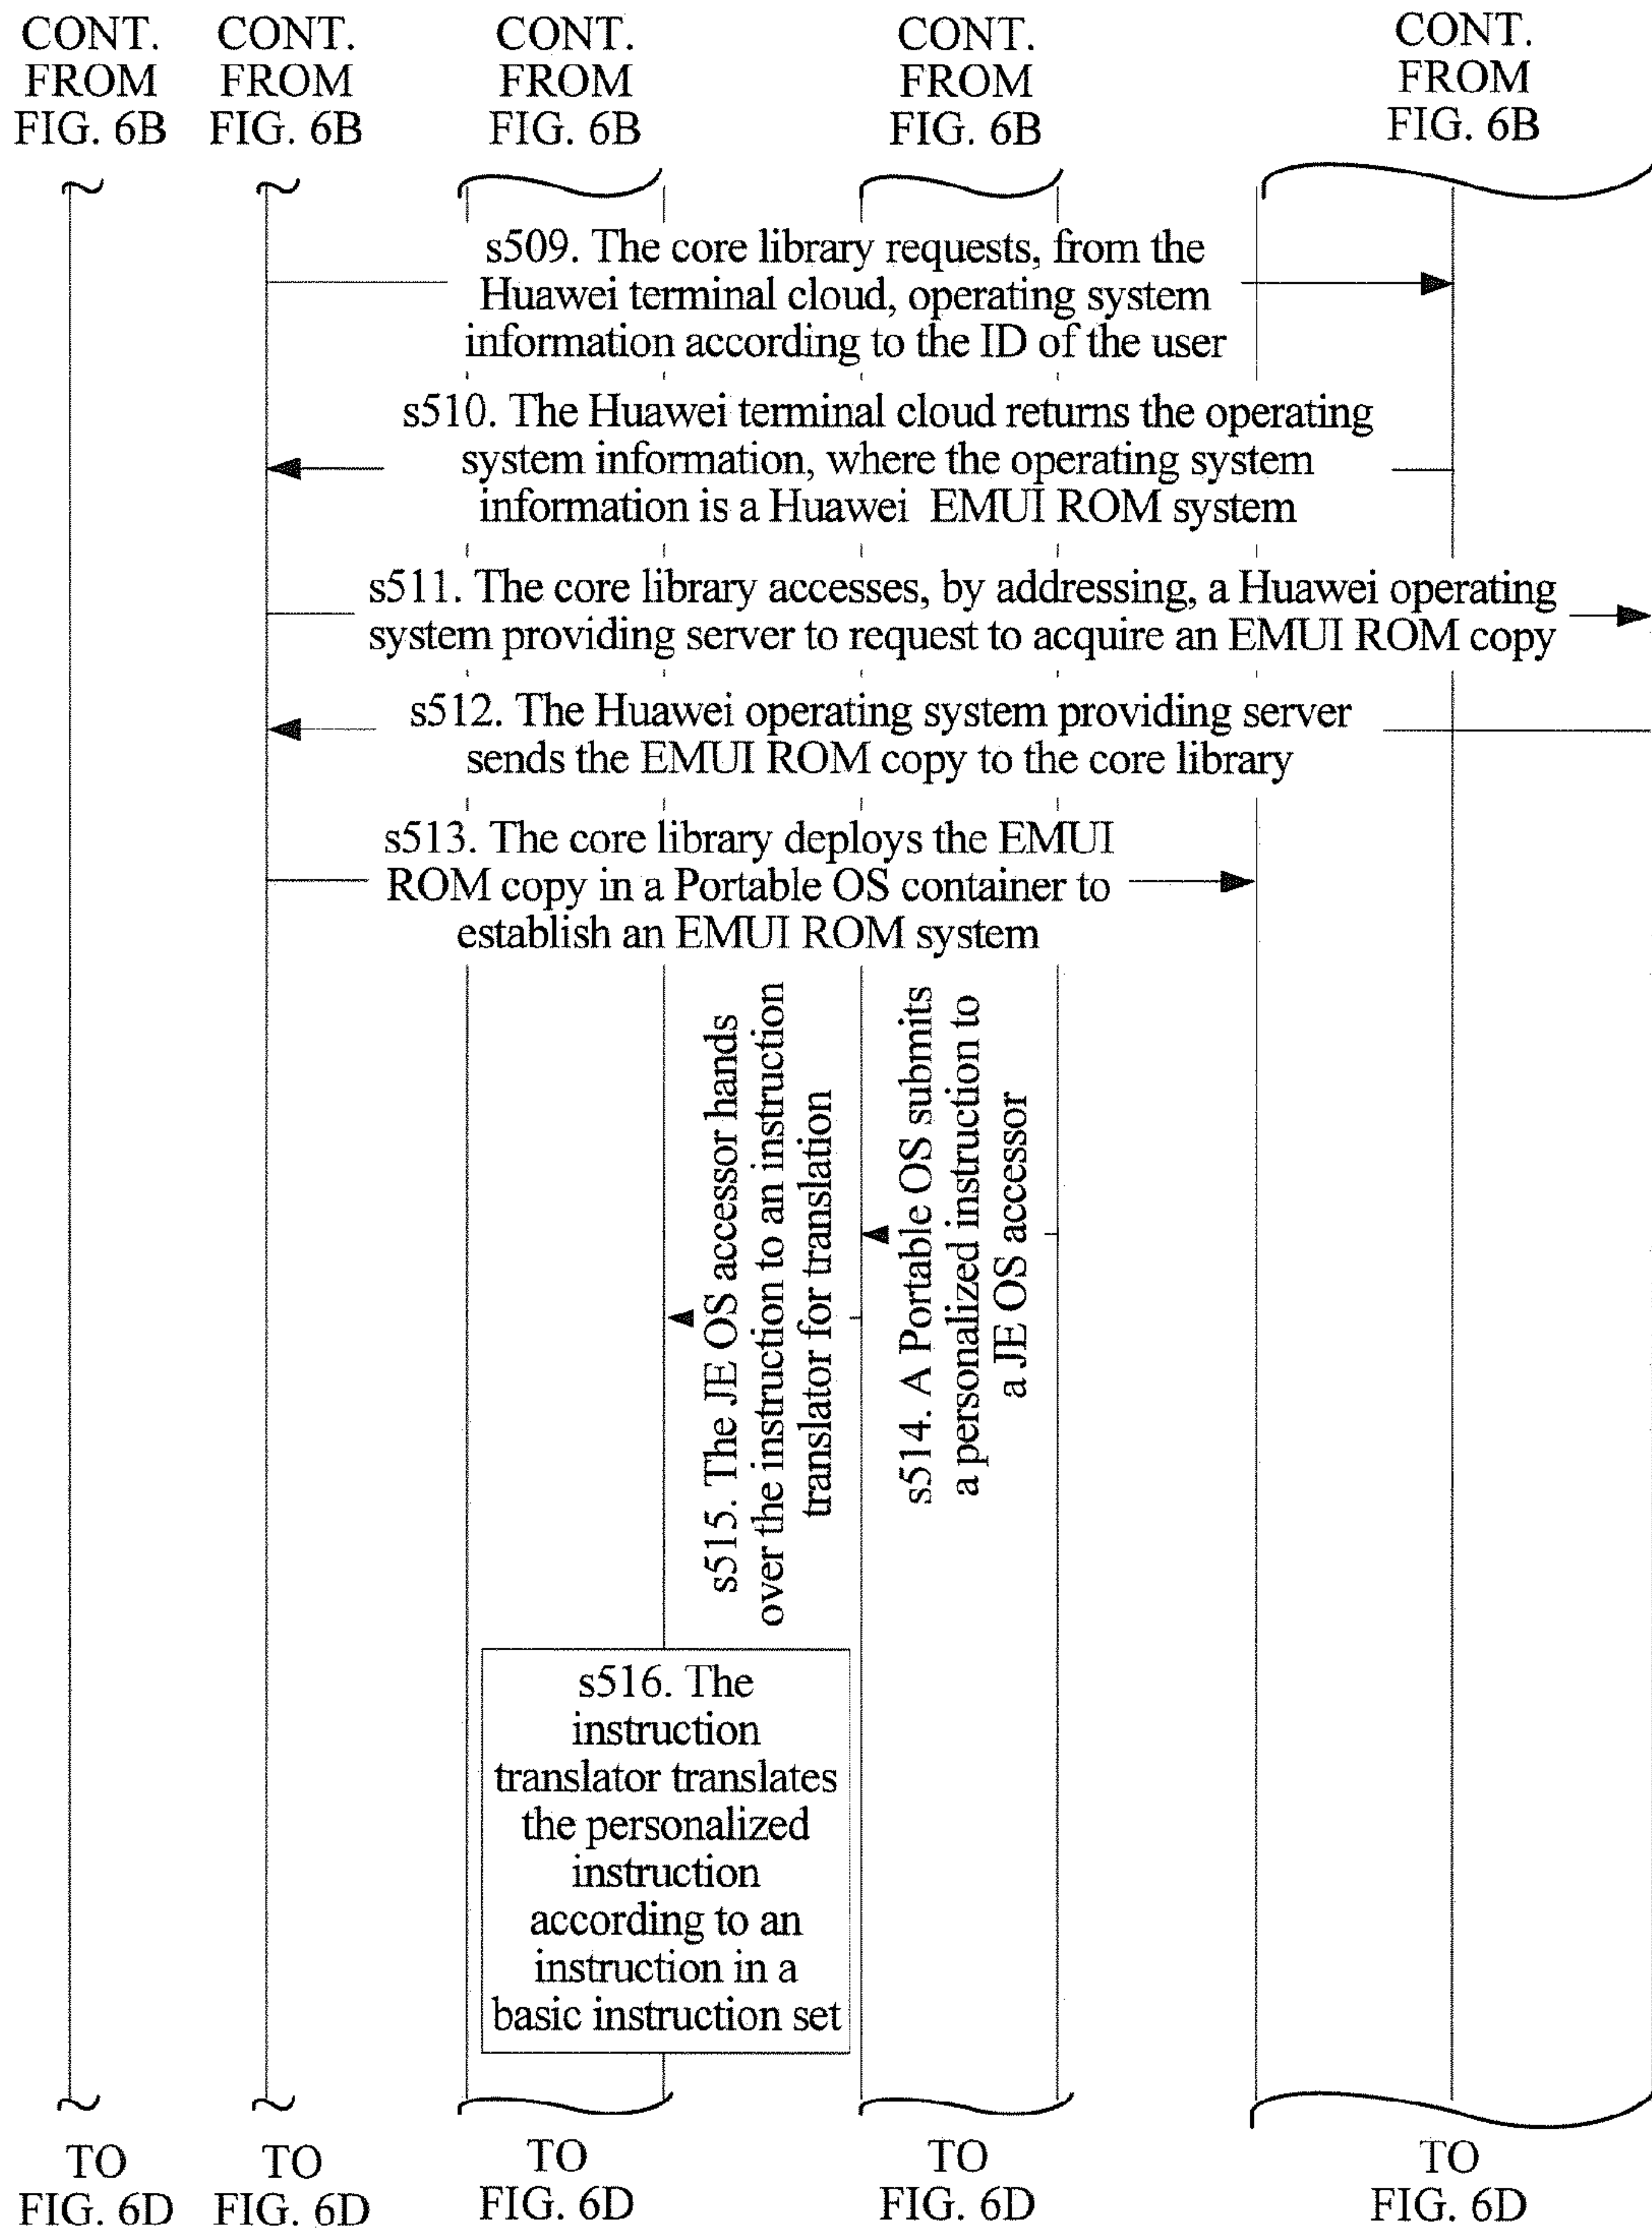 CONT.
FROM
FIG. 6B
CONT.
FROM
FIG. 6B
CONT.
FROM
FIG. 6B
CONT.
FROM
FIG. 6B
CONT.
FROM
FIG. 6B
s509. The core library requests, from the
Huawei terminal cloud, operating system
information according to the ID of the user
s510. The Huawei terminal cloud returns the operating
system information, where the operating system
information is a Huawei EMUI ROM system
s511. The core library accesses, by addressing, a Huawei operating
system providing server to request to acquire an EMUI ROM copy
s512. The Huawei operating system providing server
sends the EMUI ROM copy to the core library
s513. The core library deploys the EMUI
ROM copy in a Portable OS container to
establish an EMUI ROM system
s514. A Portable OS submits
a personalized instruction to
a JE OS accessor
s515. The JE OS accessor hands
over the instruction to an instruction
translator for translation
s516. The
instruction
translator translates
the personalized
instruction
according to an
instruction in a
basic instruction set
TO
FIG. 6D
TO
FIG. 6D
TO
FIG. 6D
TO
FIG. 6D
TO
FIG. 6D